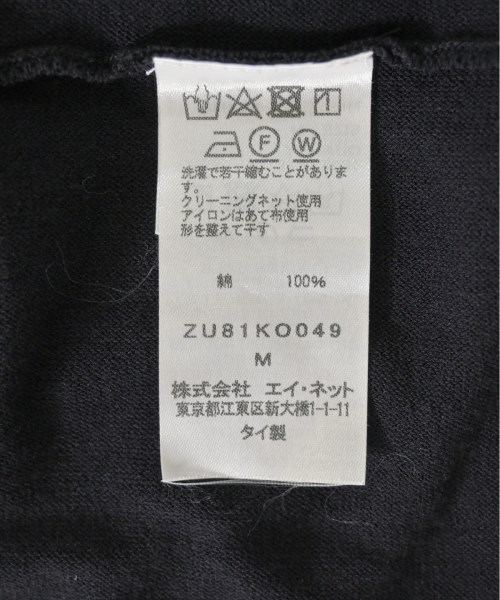 F W
洗濯で若干縮むことがありま
す。
クリーニングネット使用
アイロンはあて布使用
形を整えて干す
綿 100%
ZU81KO049
M
株式会社 エイ・ネット
東京都江東区新大橋1-1-11
タイ製